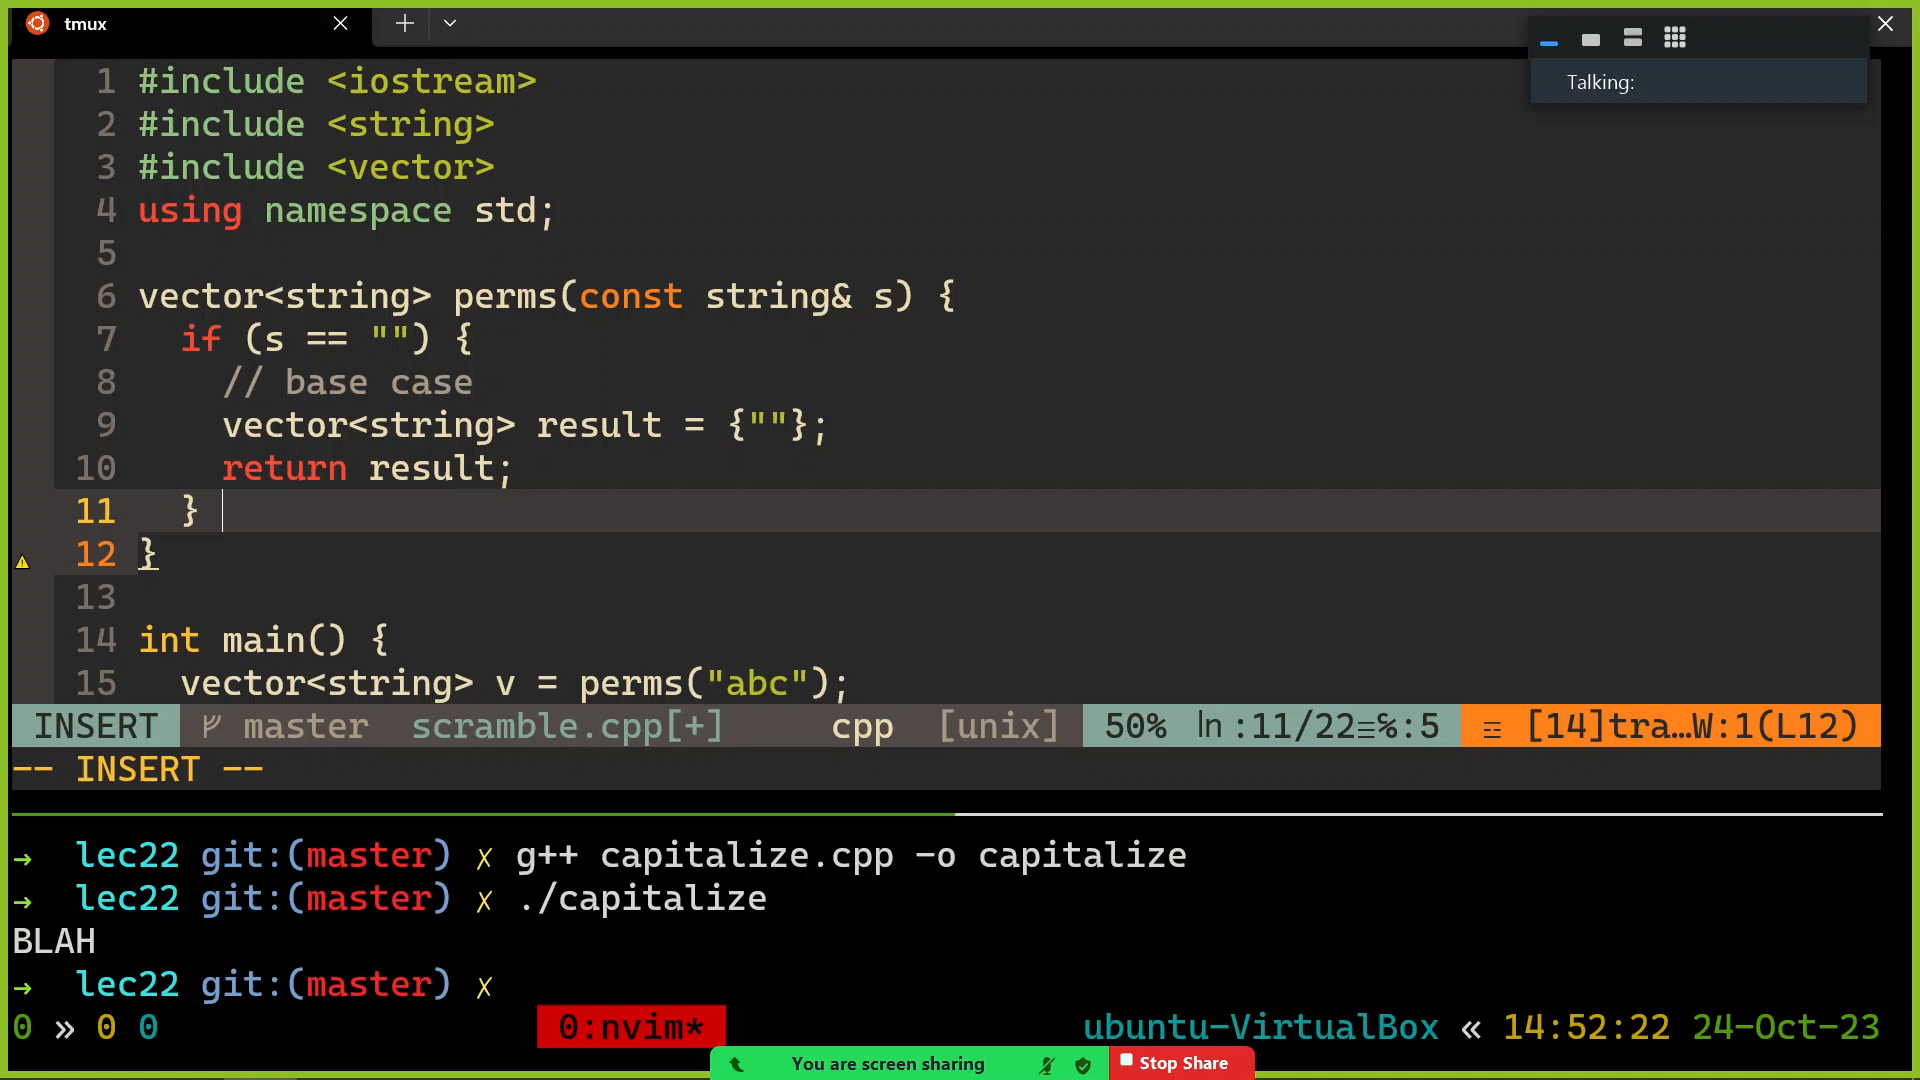 tmux
Talking:
1 #include <iostream>
2 #include <string>
3 #include <vector>
4 using namespace std;
5
6 vector<string> perms(const string& s) {
7   if (s == "") {
8     // base case
9     vector<string> result = {""};
10     return result;
11   }
12 }
13
14 int main() {
15   vector<string> v = perms("abc");
INSERT master scramble.cpp[+] cpp [unix] 50% ln :11/22≡%:5 ☲ [14]tra…W:1(L12)
-- INSERT --
→ lec22 git:(master) ✗ g++ capitalize.cpp -o capitalize
→ lec22 git:(master) ✗ ./capitalize
BLAH
→ lec22 git:(master) ✗
0 » 0 0 0:nvim* ubuntu-VirtualBox « 14:52:22 24-Oct-23
You are screen sharing Stop Share